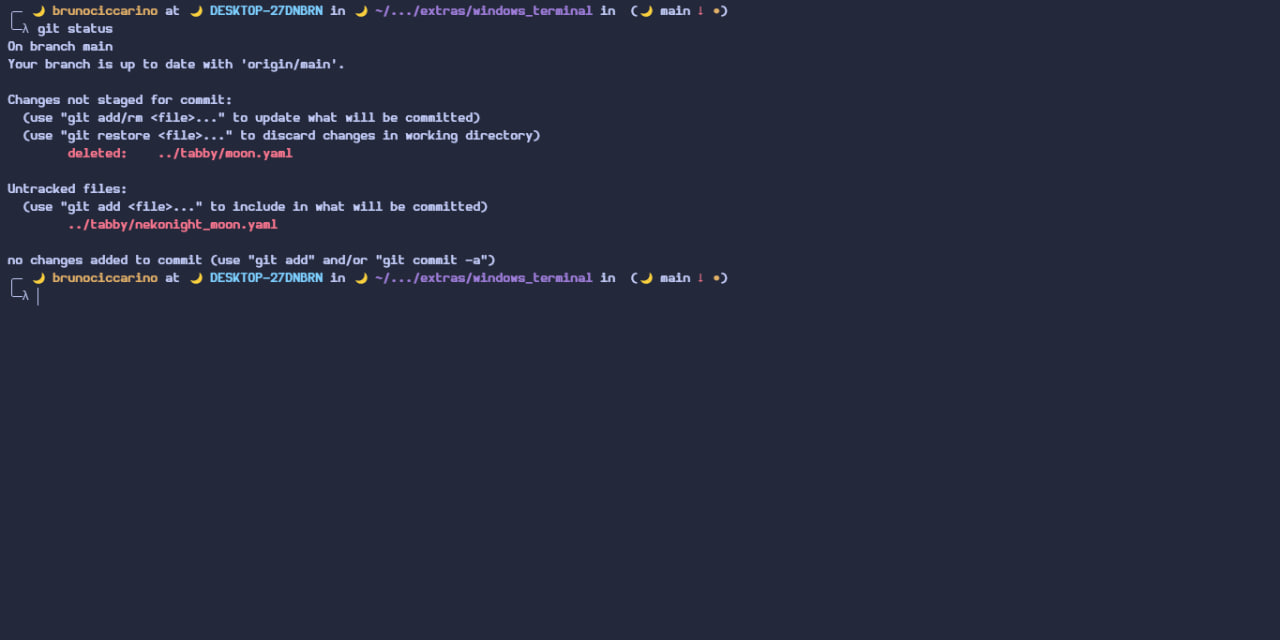 ╭─ 🌙 brunociccarino at 🌙 DESKTOP-27DNBRN in 🌙 ~/.../extras/windows_terminal in (🌙 main ↓ •)
╰─λ git status
On branch main
Your branch is up to date with 'origin/main'.
Changes not staged for commit:
(use "git add/rm <file>..." to update what will be committed)
(use "git restore <file>..." to discard changes in working directory)
deleted: ../tabby/moon.yaml
Untracked files:
(use "git add <file>..." to include in what will be committed)
../tabby/nekonight_moon.yaml
no changes added to commit (use "git add" and/or "git commit -a")
╭─ 🌙 brunociccarino at 🌙 DESKTOP-27DNBRN in 🌙 ~/.../extras/windows_terminal in (🌙 main ↓ •)
╰─λ